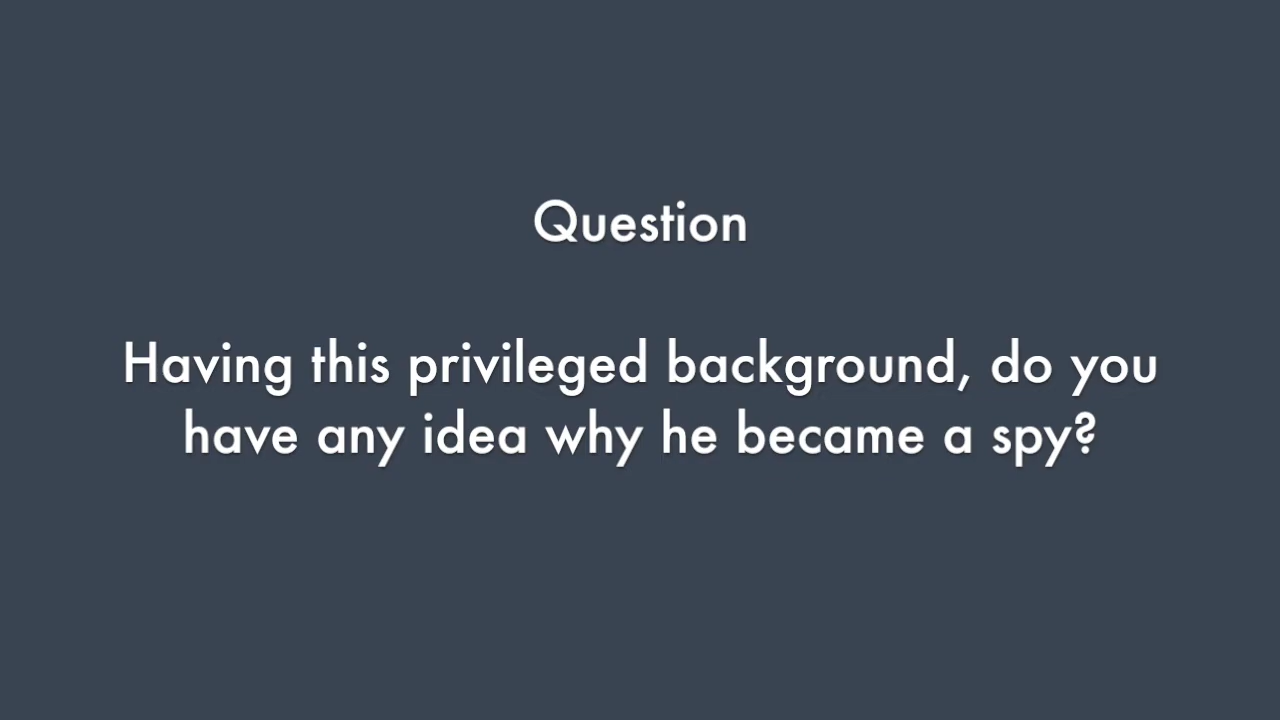 Question
Having this privileged background, do you
have any idea why he became a spy?